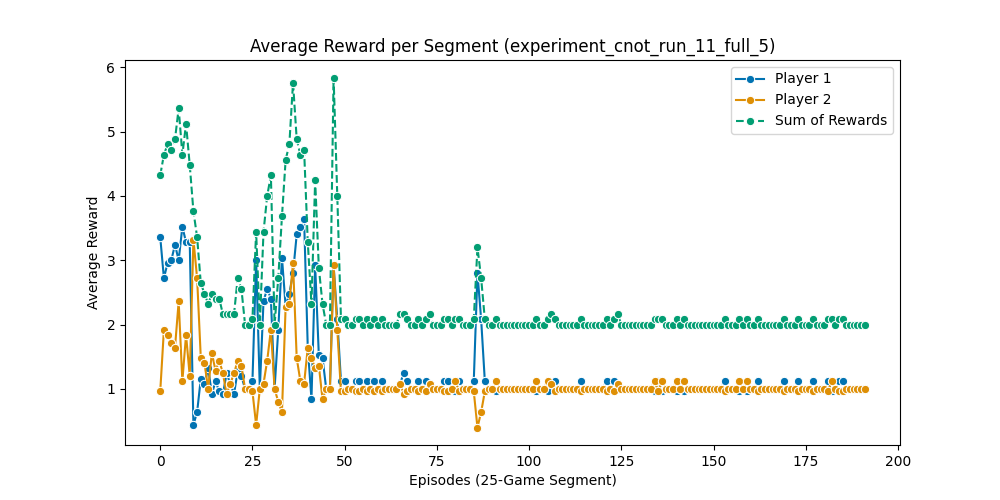 Average Reward per Segment (experiment_cnot_run_11_full_5)
Player 1
Player 2
Sum of Rewards
Average Reward
6
5
4
3
2
1
0 25 50 75 100 125 150 175 200
Episodes (25-Game Segment)